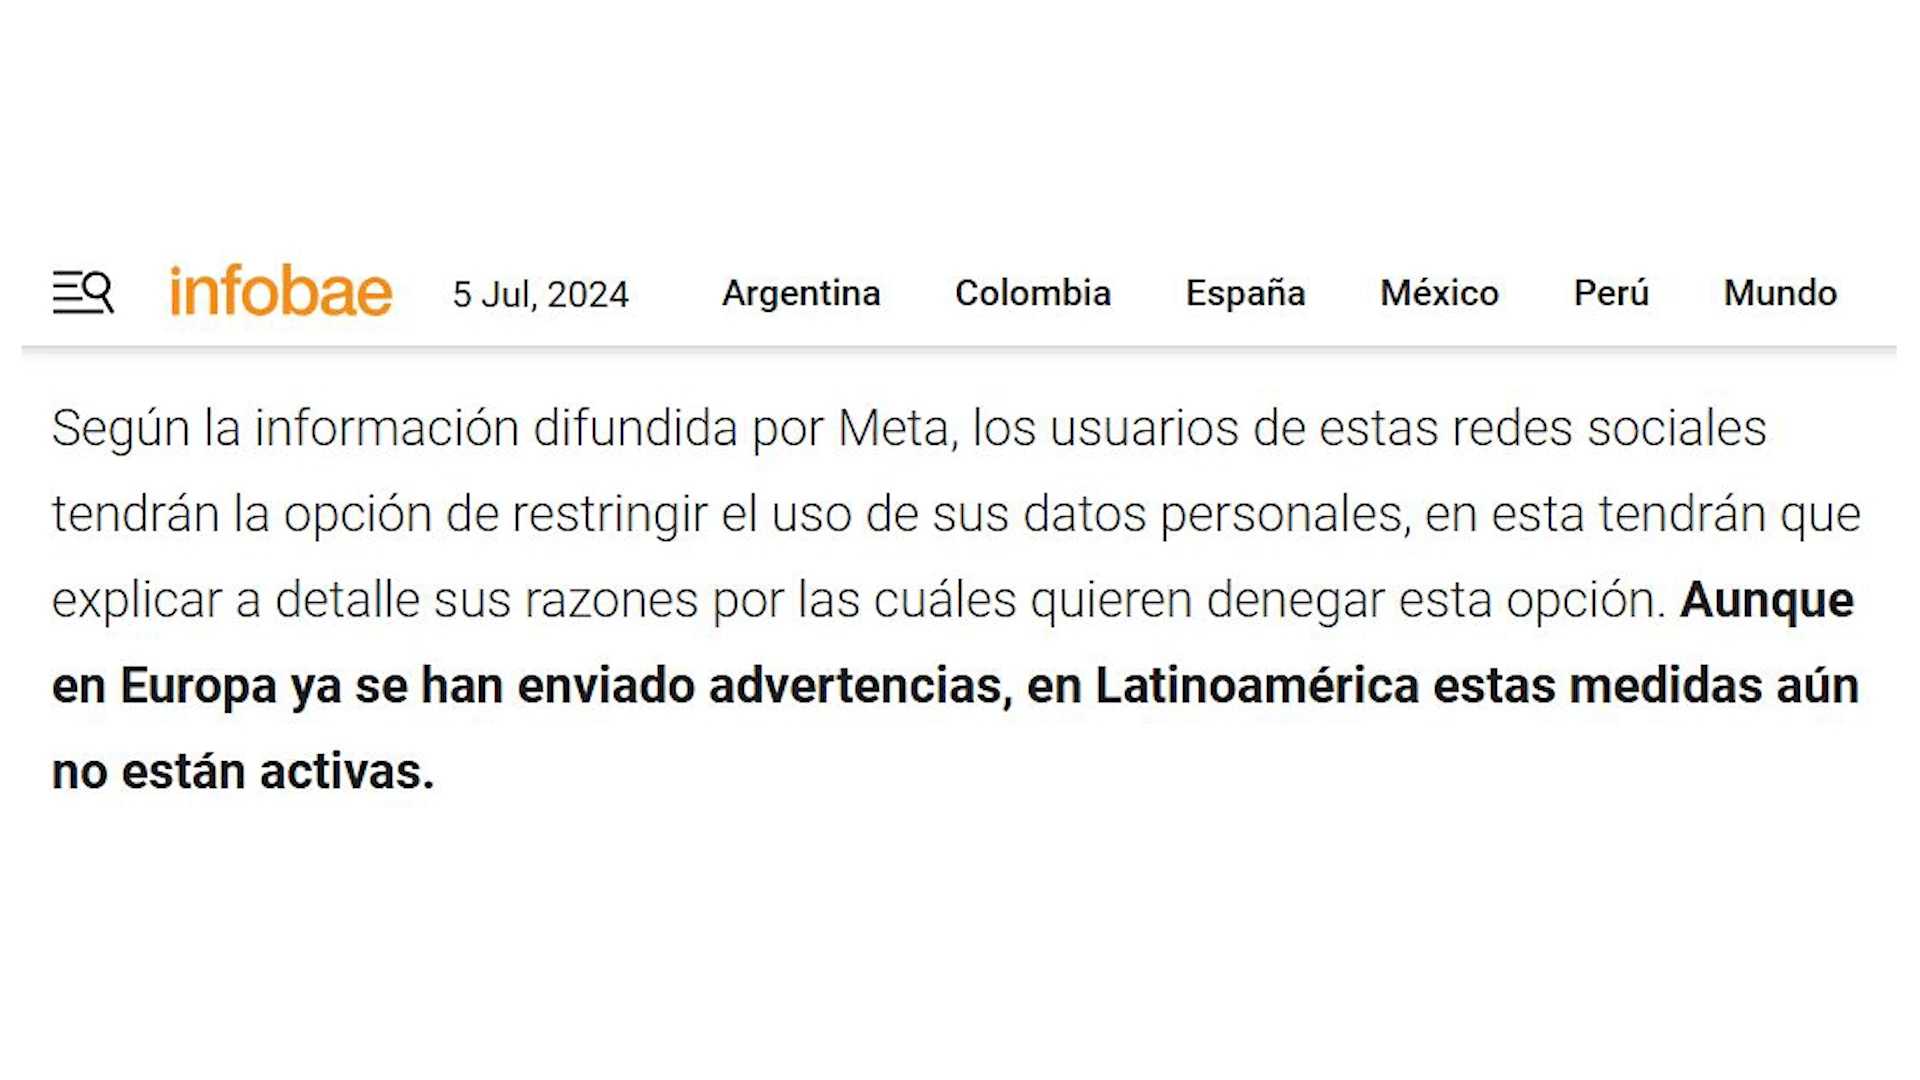 infobae 5 Jul, 2024 Argentina Colombia España México Perú Mundo
Según la información difundida por Meta, los usuarios de estas redes sociales
tendrán la opción de restringir el uso de sus datos personales, en esta tendrán que
explicar a detalle sus razones por las cuáles quieren denegar esta opción. Aunque
en Europa ya se han enviado advertencias, en Latinoamérica estas medidas aún
no están activas.